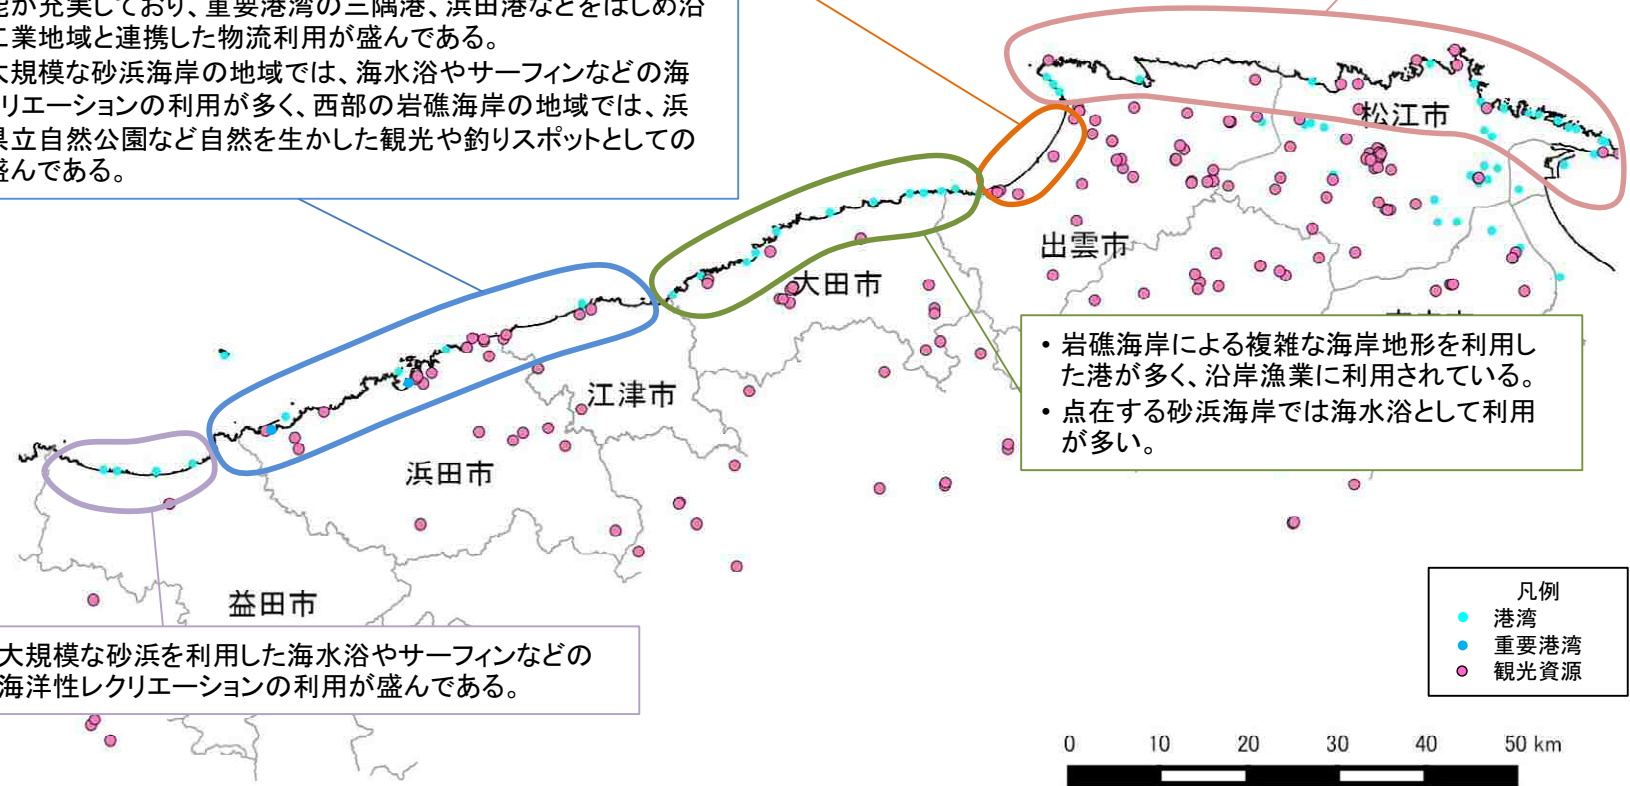 能が充実しており、重要港湾の三隅港、浜田港などをはじめ沿
工業地域と連携した物流利用が盛んである。
大規模な砂浜海岸の地域では、海水浴やサーフィンなどの海
クリエーションの利用が多く、西部の岩礁海岸の地域では、浜
県立自然公園など自然を生かした観光や釣りスポットとしての
盛んである。
松江市
出雲市
大田市
• 岩礁海岸による複雑な海岸地形を利用し
た港が多く、沿岸漁業に利用されている。
• 点在する砂浜海岸では海水浴として利用
が多い。
江津市
浜田市
益田市
大規模な砂浜を利用した海水浴やサーフィンなどの
海洋性レクリエーションの利用が盛んである。
凡例
港湾
重要港湾
観光資源
0 10 20 30 40 50 km